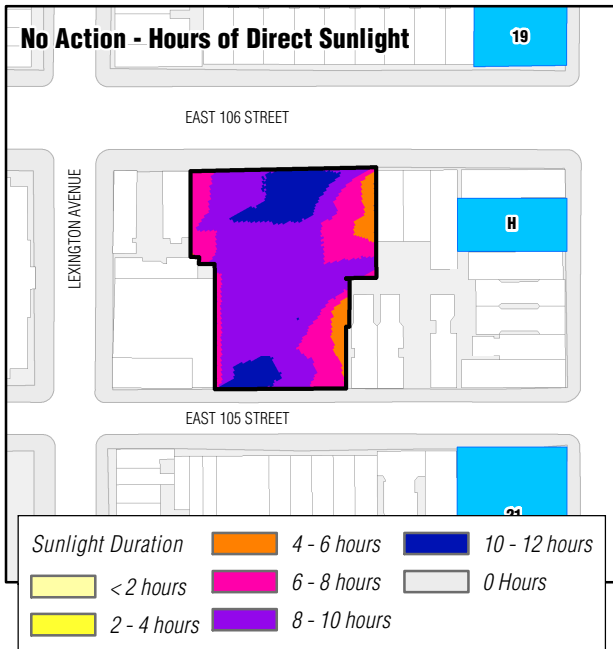 No Action - Hours of Direct Sunlight
19
EAST 106 STREET
LEXINGTON AVENUE
H
EAST 105 STREET
21
Sunlight Duration
< 2 hours
2 - 4 hours
4 - 6 hours
6 - 8 hours
8 - 10 hours
10 - 12 hours
0 Hours